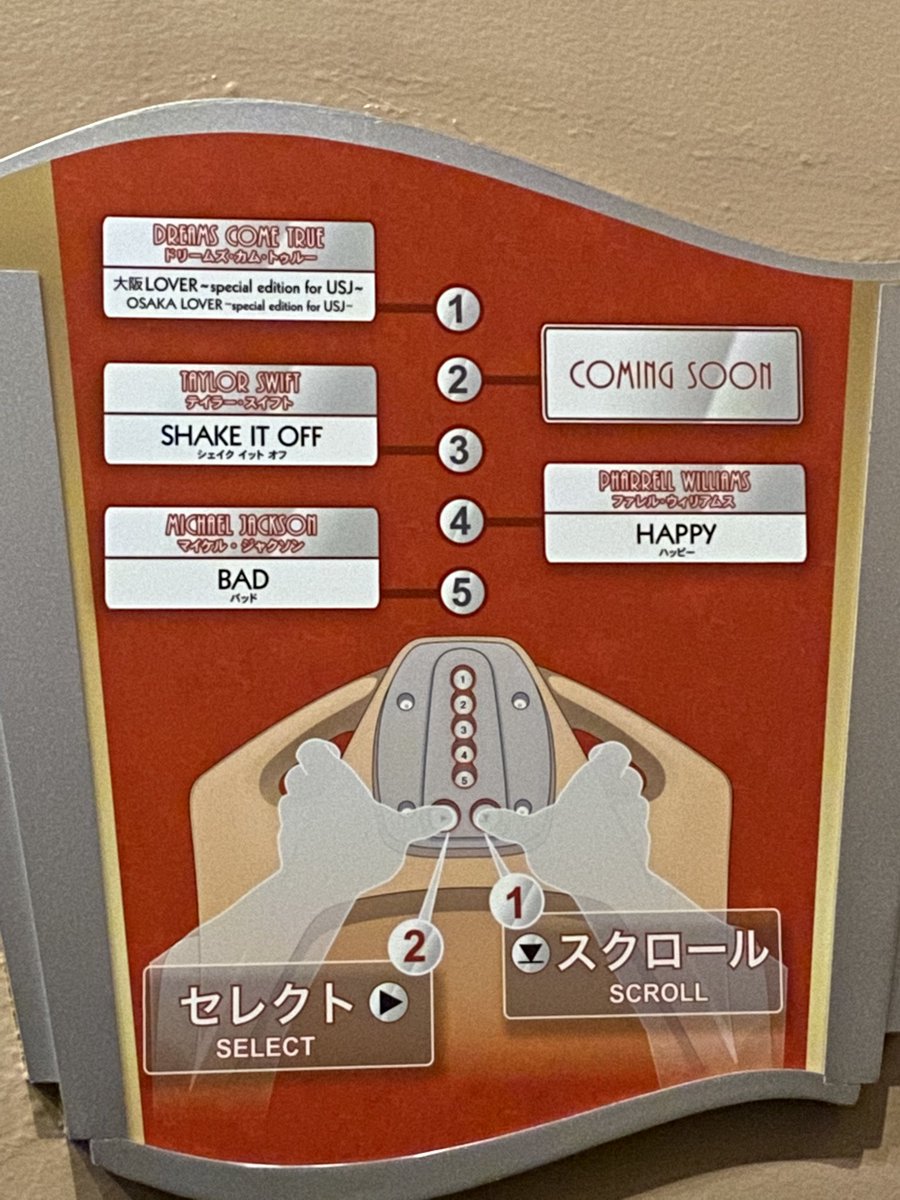 DREAMS COME TRUE
ドリームズ・カム・トゥルー
大阪LOVER~special edition for USJ~
OSAKA LOVER~special edition for USJ~
1
2
COMING SOON
TAYLOR SWIFT
テイラー・スイフト
SHAKE IT OFF
シェイク イット オフ
3
4
PHARRELL WILLIAMS
ファレル・ウィリアムス
HAPPY
ハッピー
MICHAEL JACKSON
マイケル・ジャクソン
BAD
バッド
5
1
2
3
4
5
1
スクロール
SCROLL
2
セレクト
SELECT